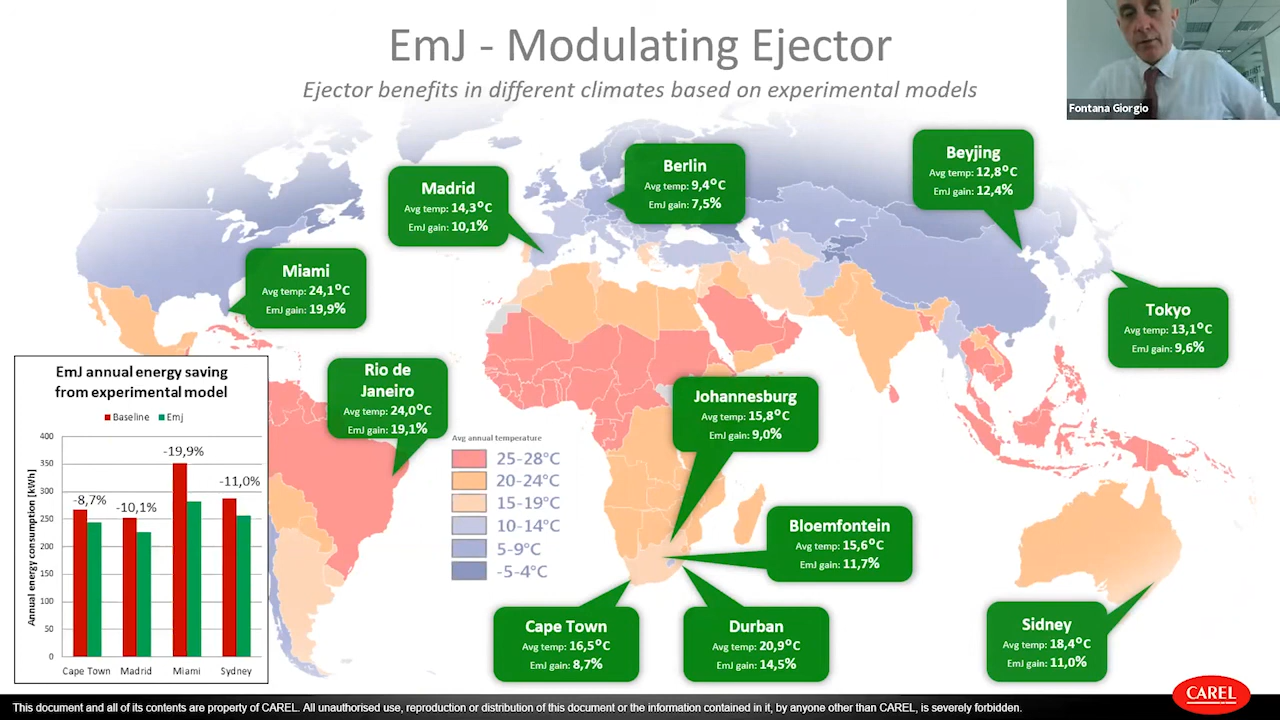 EmJ - Modulating Ejector
Ejector benefits in different climates based on experimental models
Fontana Giorgio
Beyjing
Avg temp: 12,8°C
EmJ gain: 12,4%
Berlin
Avg temp: 9,4°C
EmJ gain: 7,5%
Madrid
Avg temp: 14,3°C
EmJ gain: 10,1%
Miami
Avg temp: 24,1°C
EmJ gain: 19,9%
Tokyo
Avg temp: 13,1°C
EmJ gain: 9,6%
Rio de
Janeiro
Avg temp: 24,0°C
EmJ gain: 19,1%
Johannesburg
Avg temp: 15,8°C
EmJ gain: 9,0%
Avg annual temperature
25-28°C
20-24°C
15-19°C
10-14°C
5-9°C
-5-4°C
Bloemfontein
Avg temp: 15,6°C
EmJ gain: 11,7%
Cape Town
Avg temp: 16,5°C
EmJ gain: 8,7%
Durban
Avg temp: 20,9°C
EmJ gain: 14,5%
Sidney
Avg temp: 18,4°C
EmJ gain: 11,0%
EmJ annual energy saving
from experimental model
Baseline Emj
Annual energy consumption [kWh]
400
350
300
250
200
150
100
50
0
-8,7%
-10,1%
-19,9%
-11,0%
Cape Town Madrid Miami Sydney
CAREL
This document and all of its contents are property of CAREL. All unauthorised use, reproduction or distribution of this document or the information contained in it, by anyone other than CAREL, is severely forbidden.